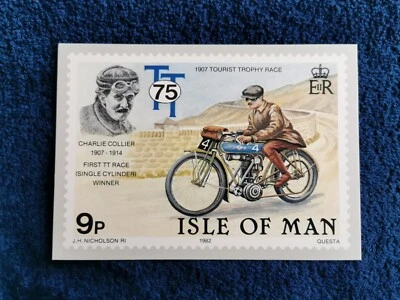 1907 TOURIST TROPHY RACE
TT
75
EIIR
CHARLIE COLLIER
1907 - 1914
FIRST TT RACE
(SINGLE CYLINDER)
WINNER
4
4
9P
ISLE OF MAN
J.H. NICHOLSON RI
1982
QUESTA